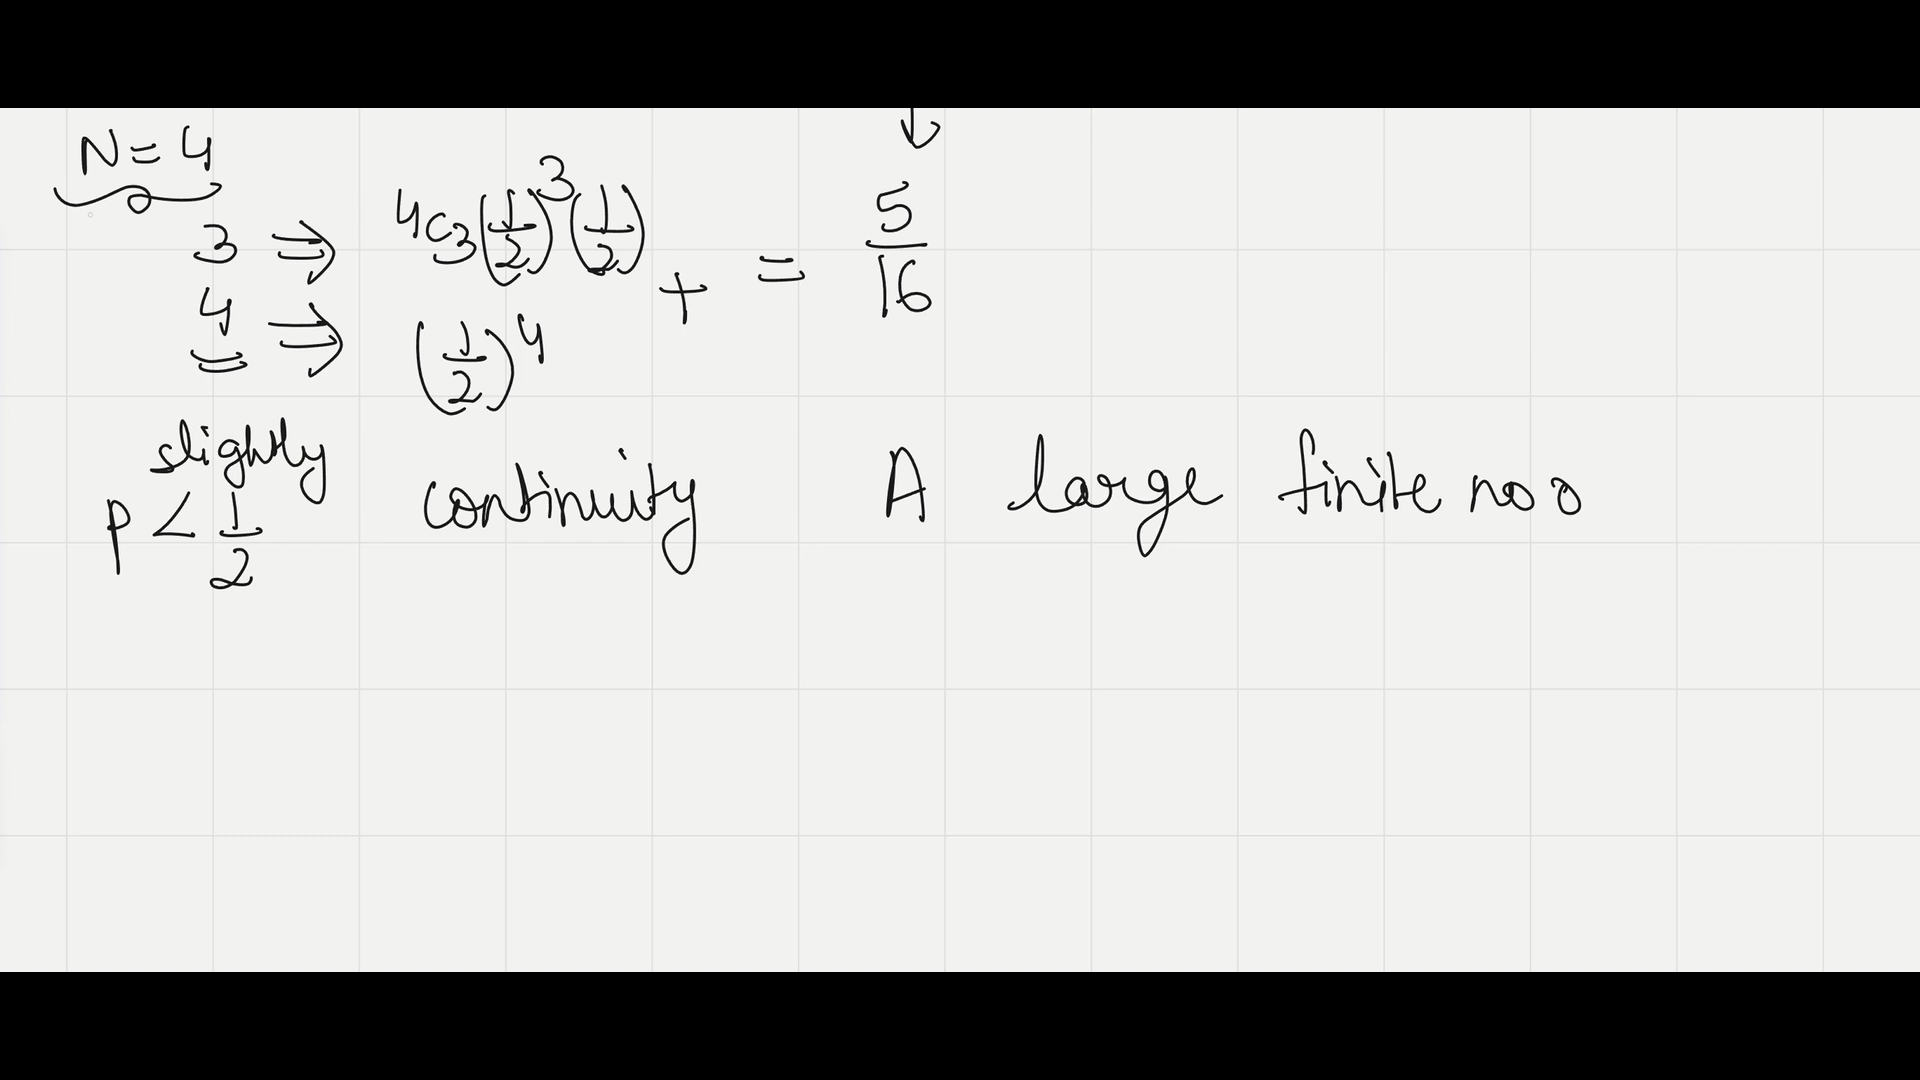 N = 4
3 ⇒ 4C3 (1/2)^3 (1/2) + = 5/16
4 ⇒ (1/2)^4
slightly
p < 1/2 continuity A large finite no o